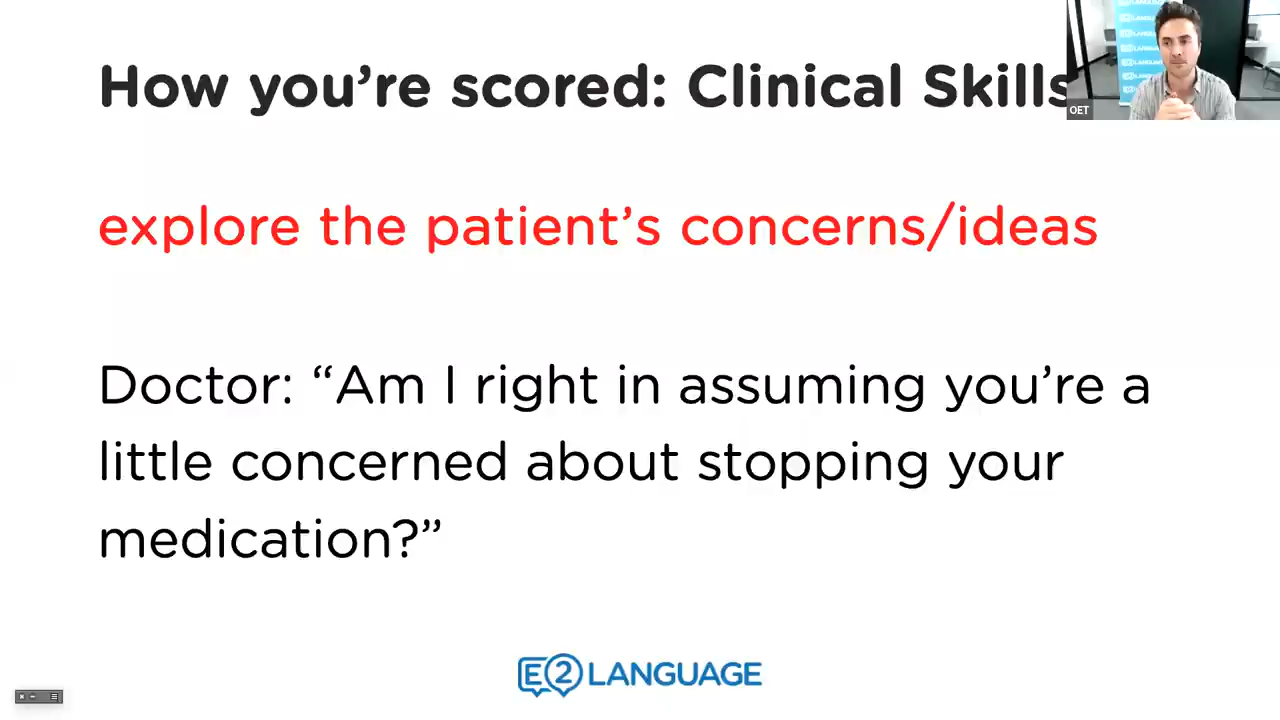 How you're scored: Clinical Skills
OET
explore the patient's concerns/ideas
Doctor: “Am I right in assuming you're a
little concerned about stopping your
medication?”
E2 LANGUAGE